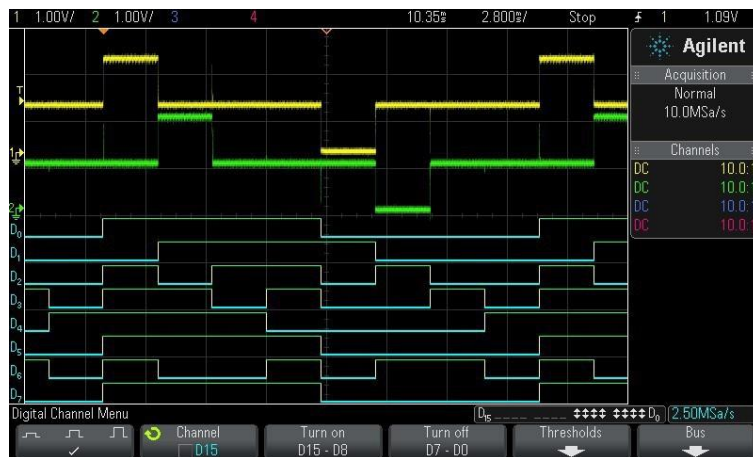 1 1.00V/ 2 1.00V/ 3 4 10.35s 2.800s/ Stop 1 1.09V
Agilent
Acquisition
Normal
10.0MSa/s
Channels
DC 10.0:1
DC 10.0:
DC 10.0:
DC 10.0:
T
1
2
D0
D1
D2
D3
D4
D5
D6
D7
Digital Channel Menu D15 D0 2.50MSa/s
Channel
D15
Turn on
D15 - D8
Turn off
D7 - D0
Thresholds
Bus